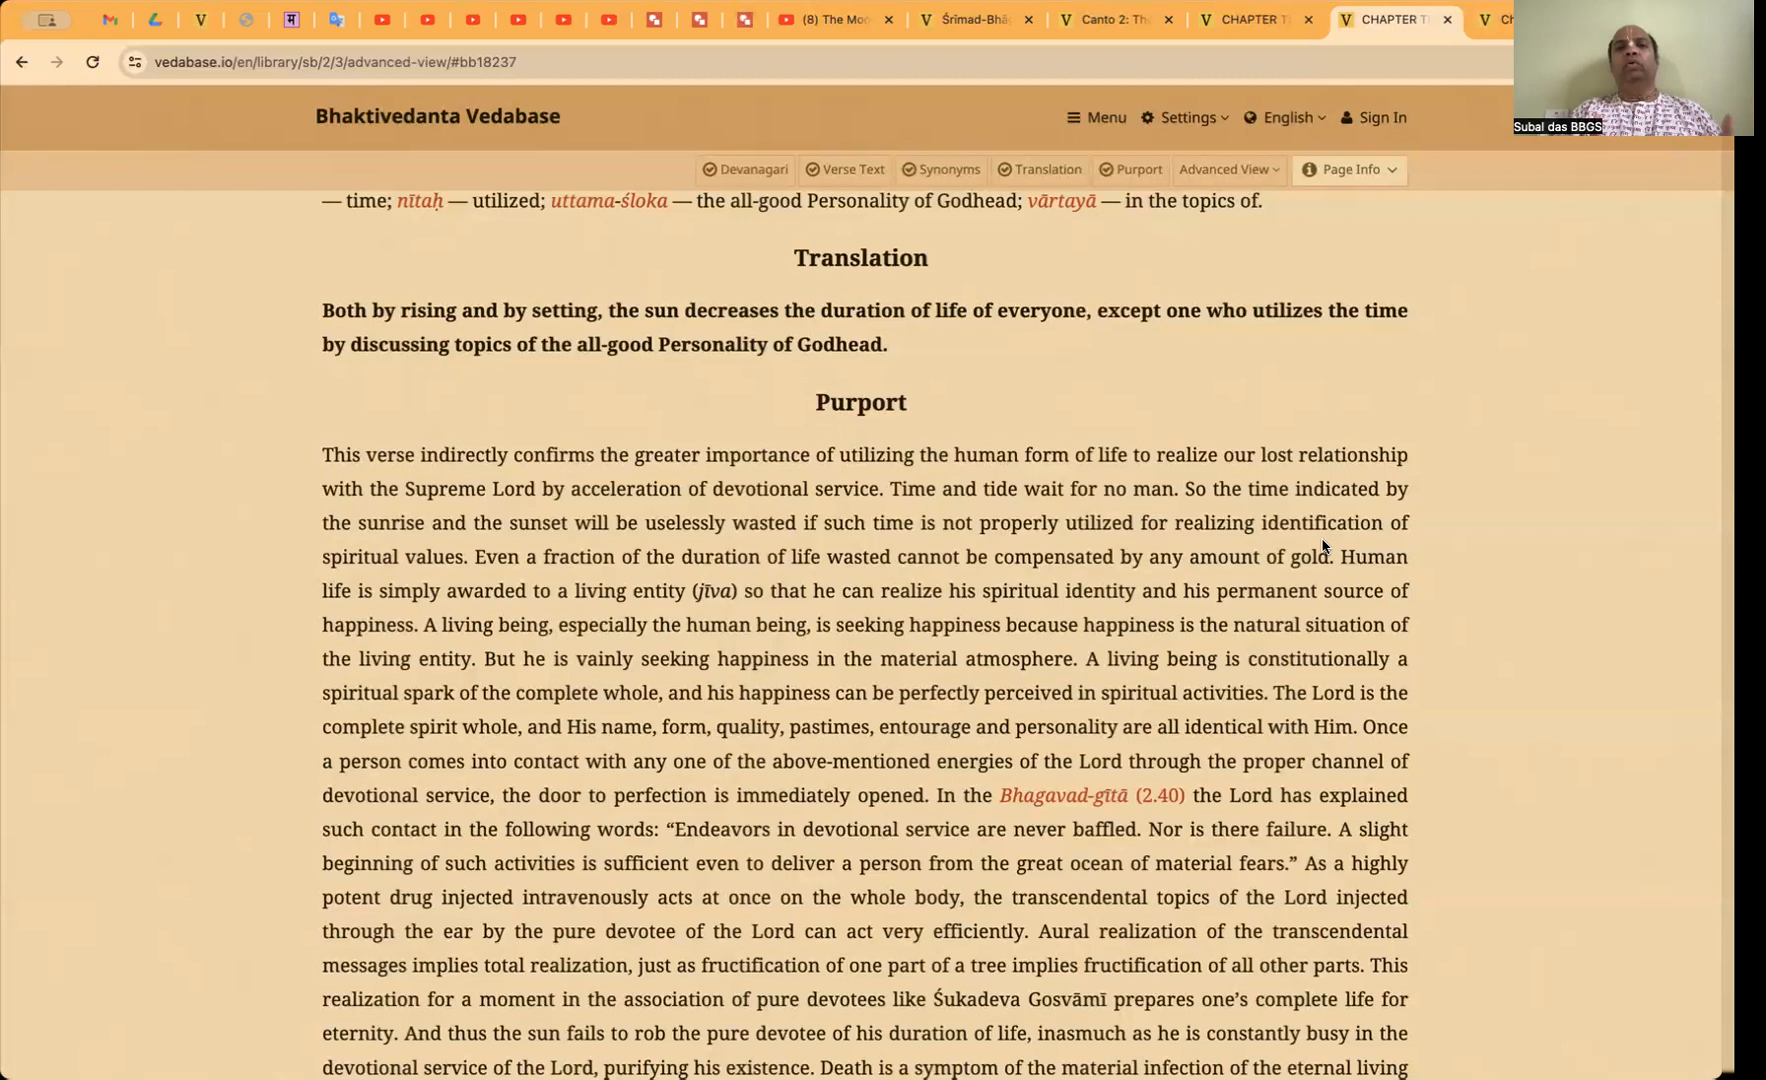 (8) The Moo
Śrīmad-Bhāg
Canto 2: The
CHAPTER T
CHAPTER T
vedabase.io/en/library/sb/2/3/advanced-view/#bb18237
Subal das BBGS
Bhaktivedanta Vedabase
Menu Settings English Sign In
Devanagari Verse Text Synonyms Translation Purport Advanced View Page Info
— time; nītaḥ — utilized; uttama-śloka — the all-good Personality of Godhead; vārtayā — in the topics of.
Translation
Both by rising and by setting, the sun decreases the duration of life of everyone, except one who utilizes the time
by discussing topics of the all-good Personality of Godhead.
Purport
This verse indirectly confirms the greater importance of utilizing the human form of life to realize our lost relationship
with the Supreme Lord by acceleration of devotional service. Time and tide wait for no man. So the time indicated by
the sunrise and the sunset will be uselessly wasted if such time is not properly utilized for realizing identification of
spiritual values. Even a fraction of the duration of life wasted cannot be compensated by any amount of gold. Human
life is simply awarded to a living entity (jīva) so that he can realize his spiritual identity and his permanent source of
happiness. A living being, especially the human being, is seeking happiness because happiness is the natural situation of
the living entity. But he is vainly seeking happiness in the material atmosphere. A living being is constitutionally a
spiritual spark of the complete whole, and his happiness can be perfectly perceived in spiritual activities. The Lord is the
complete spirit whole, and His name, form, quality, pastimes, entourage and personality are all identical with Him. Once
a person comes into contact with any one of the above-mentioned energies of the Lord through the proper channel of
devotional service, the door to perfection is immediately opened. In the Bhagavad-gītā (2.40) the Lord has explained
such contact in the following words: “Endeavors in devotional service are never baffled. Nor is there failure. A slight
beginning of such activities is sufficient even to deliver a person from the great ocean of material fears.” As a highly
potent drug injected intravenously acts at once on the whole body, the transcendental topics of the Lord injected
through the ear by the pure devotee of the Lord can act very efficiently. Aural realization of the transcendental
messages implies total realization, just as fructification of one part of a tree implies fructification of all other parts. This
realization for a moment in the association of pure devotees like Śukadeva Gosvāmī prepares one’s complete life for
eternity. And thus the sun fails to rob the pure devotee of his duration of life, inasmuch as he is constantly busy in the
devotional service of the Lord, purifying his existence. Death is a symptom of the material infection of the eternal living